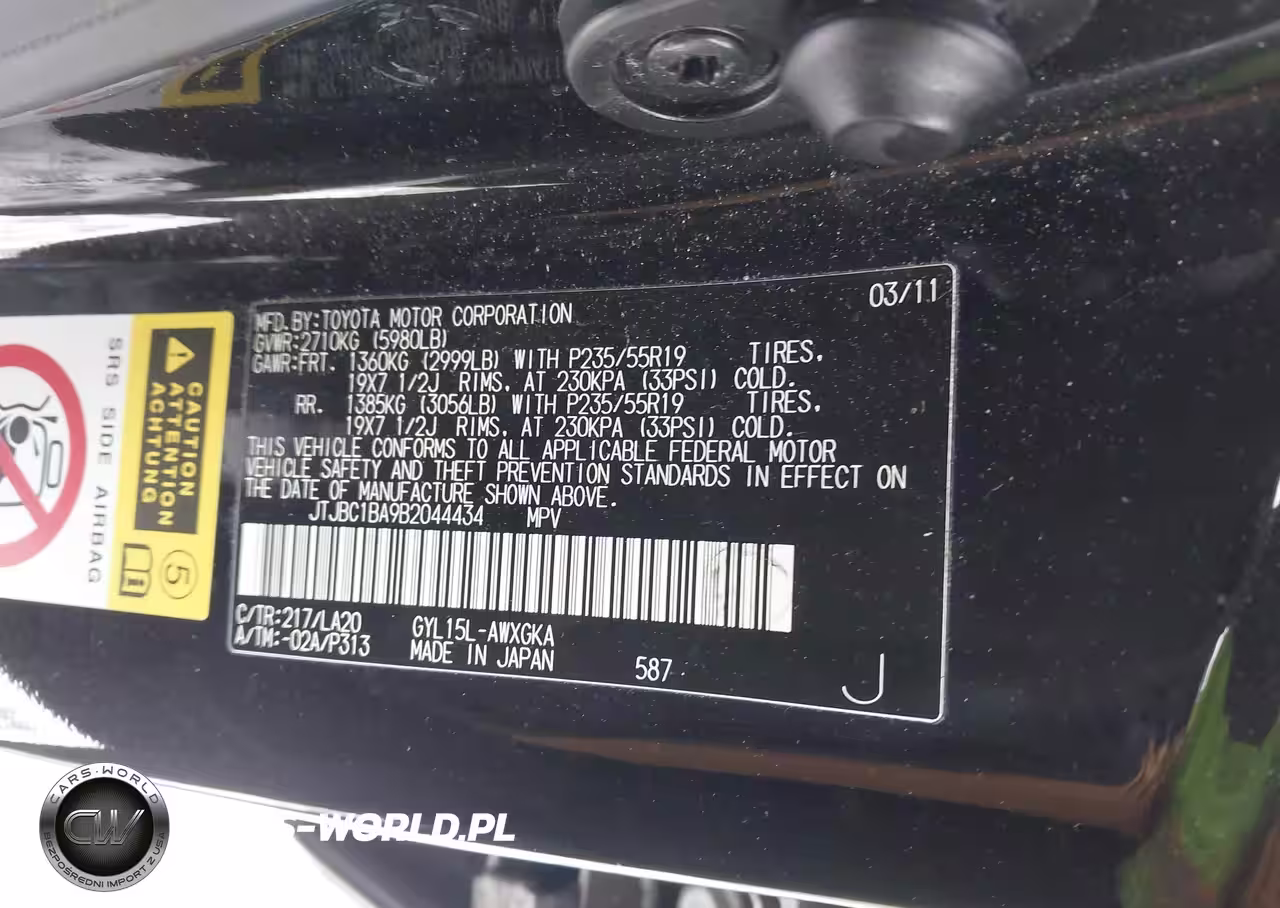 03/11
MFD. BY:TOYOTA MOTOR CORPORATION
GVWR:2710KG (5980LB)
GAWR:FRT. 1360KG (2999LB) WITH P235/55R19 TIRES,
19X7 1/2J RIMS, AT 230KPA (33PSI) COLD.
RR. 1385KG (3056LB) WITH P235/55R19 TIRES,
19X7 1/2J RIMS, AT 230KPA (33PSI) COLD.
THIS VEHICLE CONFORMS TO ALL APPLICABLE FEDERAL MOTOR
VEHICLE SAFETY AND THEFT PREVENTION STANDARDS IN EFFECT ON
THE DATE OF MANUFACTURE SHOWN ABOVE.
JTJBC1BA9B2044434 MPV
C/TR:217/LA20 GYL15L-AWXGKA
A/TM:-02A/P313 MADE IN JAPAN 587
J
CAUTION
ATTENTION
ACHTUNG
5
SRS SIDE AIRBAG
CARS-WORLD
CW
BEZPOŚREDNI IMPORT Z USA
S-WORLD.PL